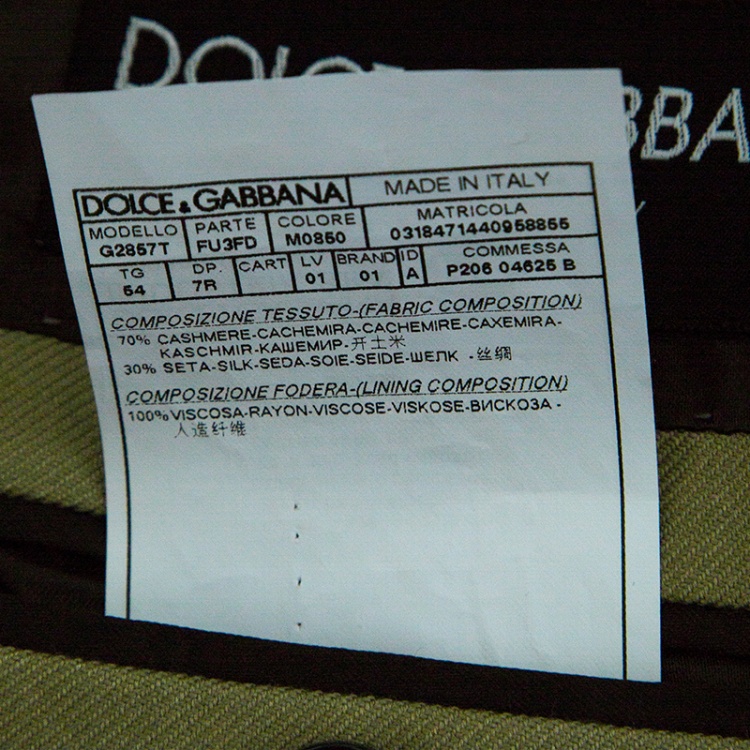 DOLCE & GABBANA MADE IN ITALY
MODELLO PARTE COLORE MATRICOLA
G2857T FU3FD M0850 0318471440958855
TG DP. CART LV BRAND ID COMMESSA
54 7R 01 01 A P206 04625 B
COMPOSIZIONE TESSUTO-(FABRIC COMPOSITION)
70% CASHMERE-CACHEMIRA-CACHEMIRE-CAXEMIRA-
KASCHMIR-КАШЕМИР-开土米
30% SETA-SILK-SEDA-SOIE-SEIDE-ШЕЛК -丝绸
COMPOSIZIONE FODERA-(LINING COMPOSITION)
100% VISCOSA-RAYON-VISCOSE-VISKOSE-ВИСКОЗА -
人造纤维